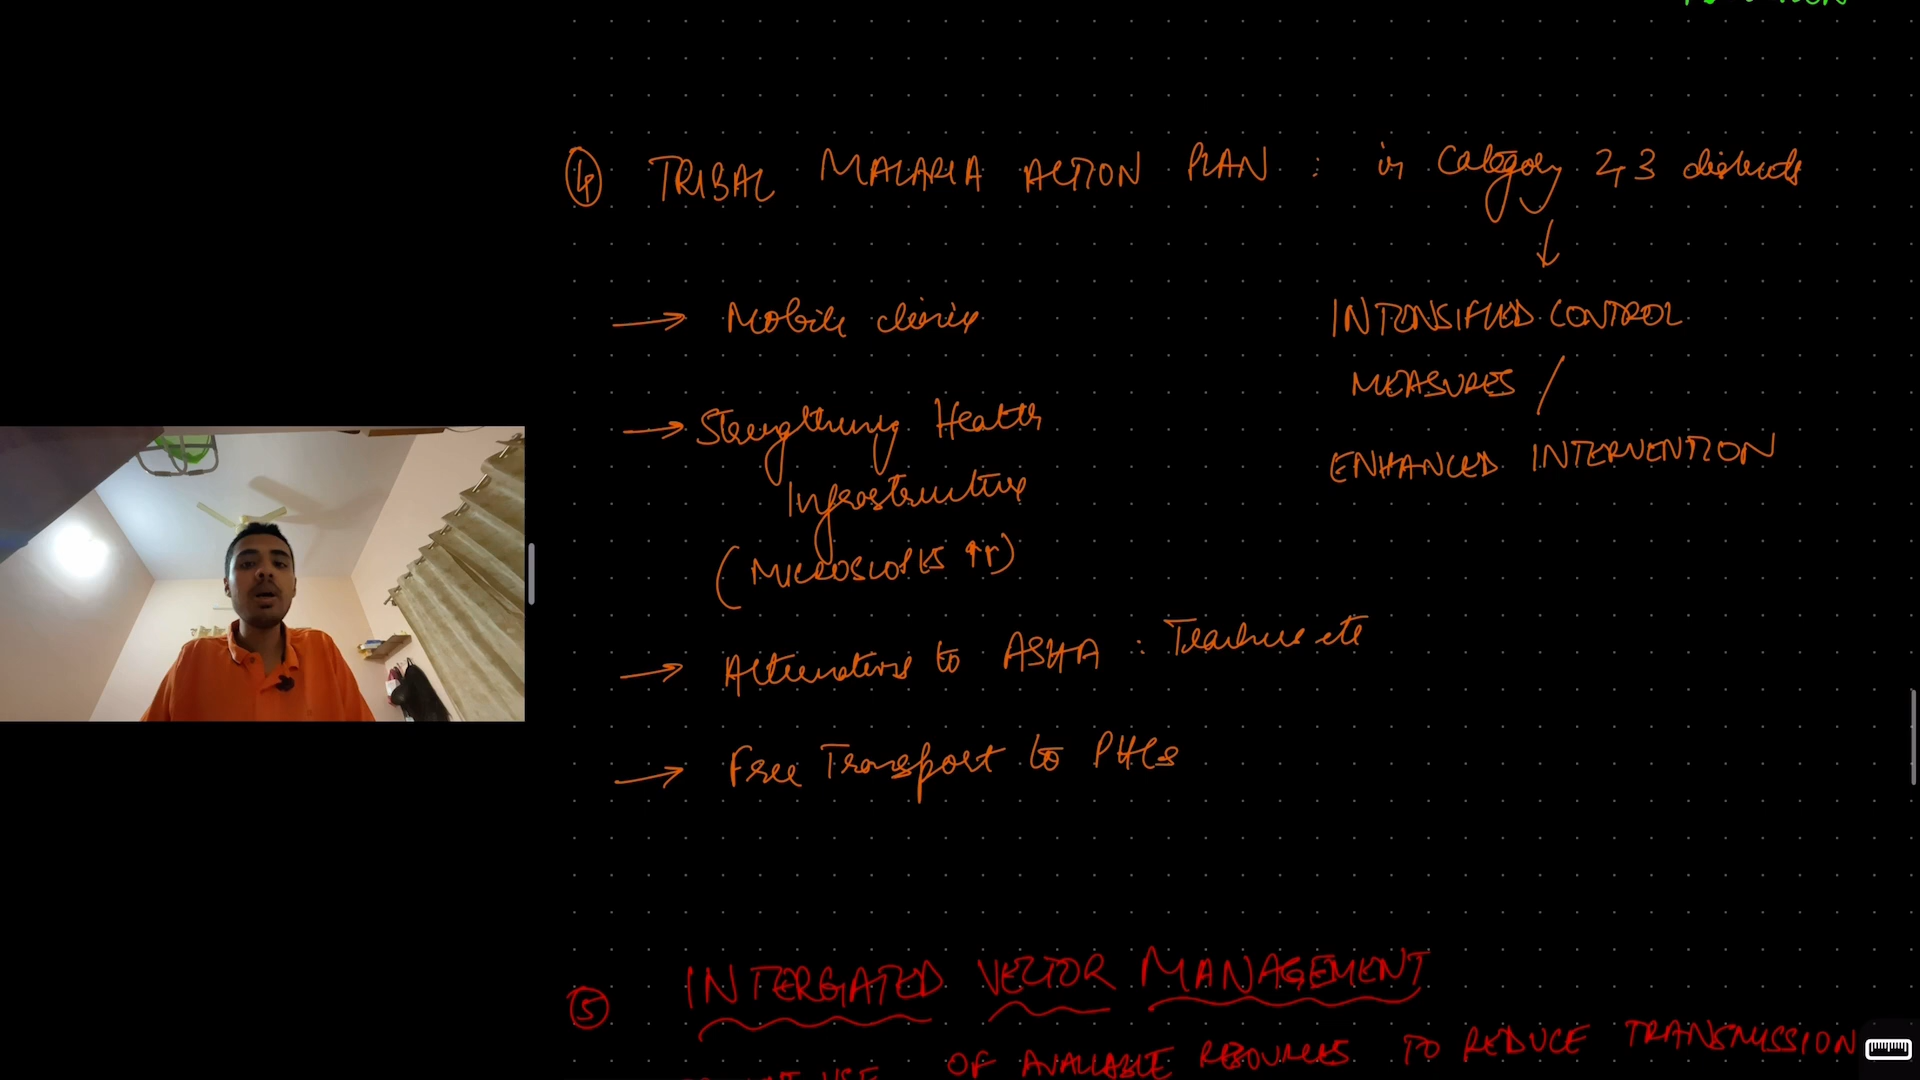 ④ TRIBAL MALARIA ACTION PLAN : in Category 2,3 districts
↓
INTENSIFIED CONTROL
MEASURES /
ENHANCED INTERVENTION
→ Mobile clinics
→ Strengthening Health
Infrastructure
(MICROSCOPES ↑↑)
→ Alternatives to ASHA : Teachers etc
→ Free Transport to PHCs
⑤ INTERGATED VECTOR MANAGEMENT
USE OF AVAILABLE RESOURCES TO REDUCE TRANSMISSION